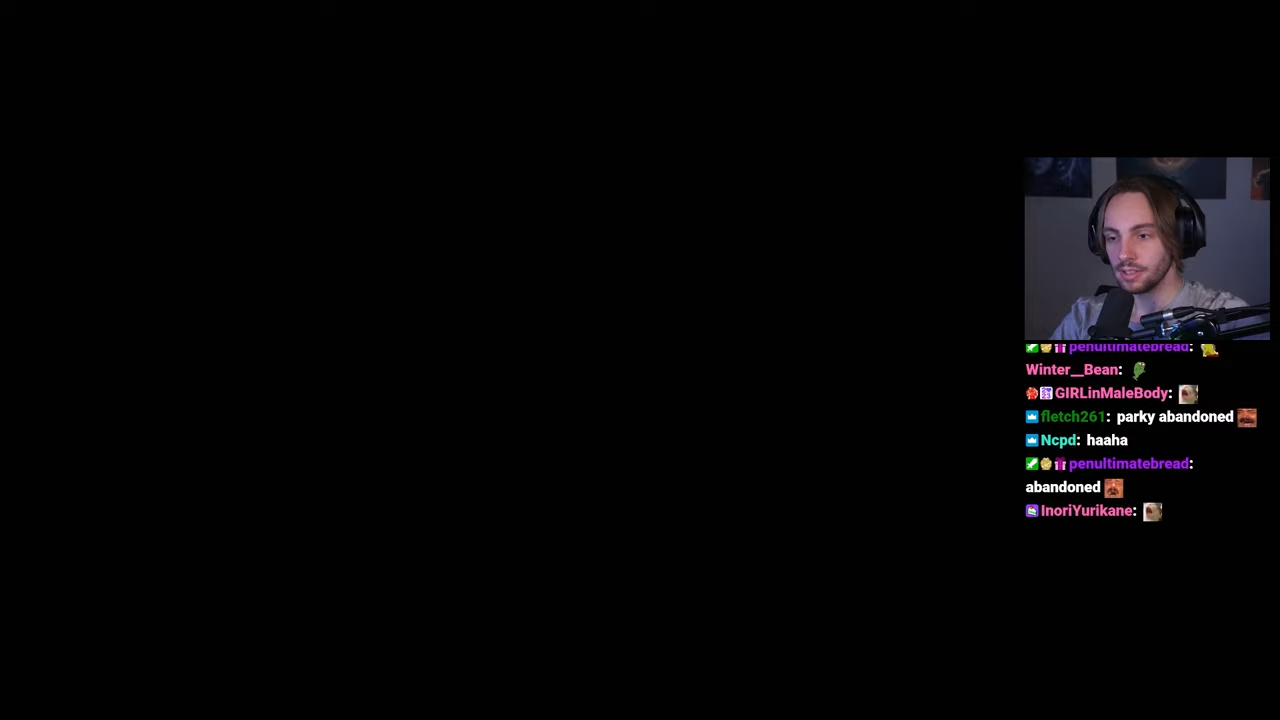 penultimatebread:
Winter__Bean:
GIRLinMaleBody:
fletch261: parky abandoned
Ncpd: haaha
penultimatebread:
abandoned
InoriYurikane: